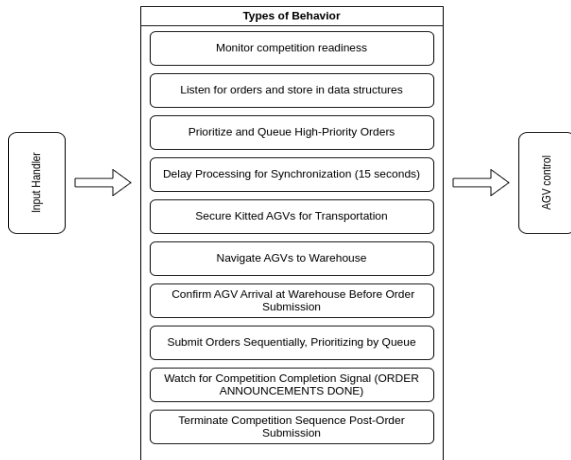 Types of Behavior
Monitor competition readiness
Listen for orders and store in data structures
Prioritize and Queue High-Priority Orders
Delay Processing for Synchronization (15 seconds)
Secure Kitted AGVs for Transportation
Navigate AGVs to Warehouse
Confirm AGV Arrival at Warehouse Before Order
Submission
Submit Orders Sequentially, Prioritizing by Queue
Watch for Competition Completion Signal (ORDER
ANNOUNCEMENTS DONE)
Terminate Competition Sequence Post-Order
Submission
Input Handler
AGV control